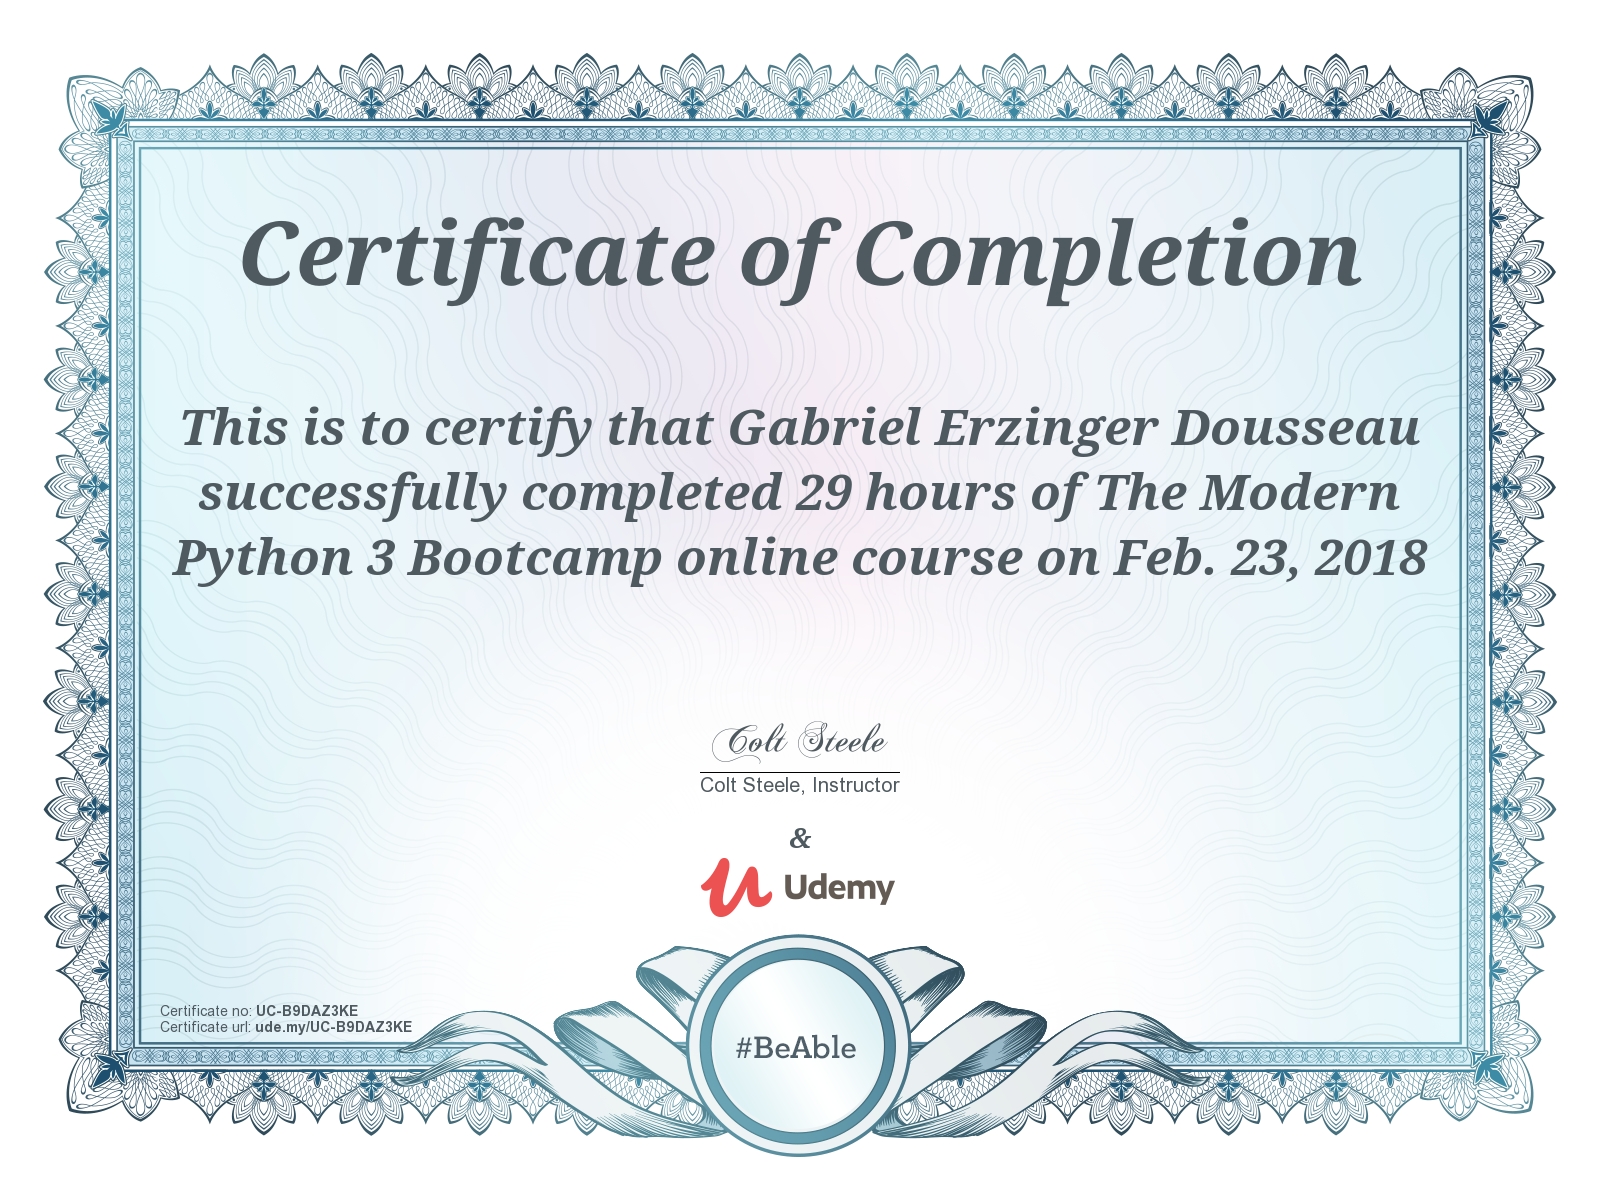 Certificate of Completion
This is to certify that Gabriel Erzinger Dousseau
successfully completed 29 hours of The Modern
Python 3 Bootcamp online course on Feb. 23, 2018
Colt Steele
Colt Steele, Instructor
&
Udemy
Certificate no: UC-B9DAZ3KE
Certificate url: ude.my/UC-B9DAZ3KE
#BeAble